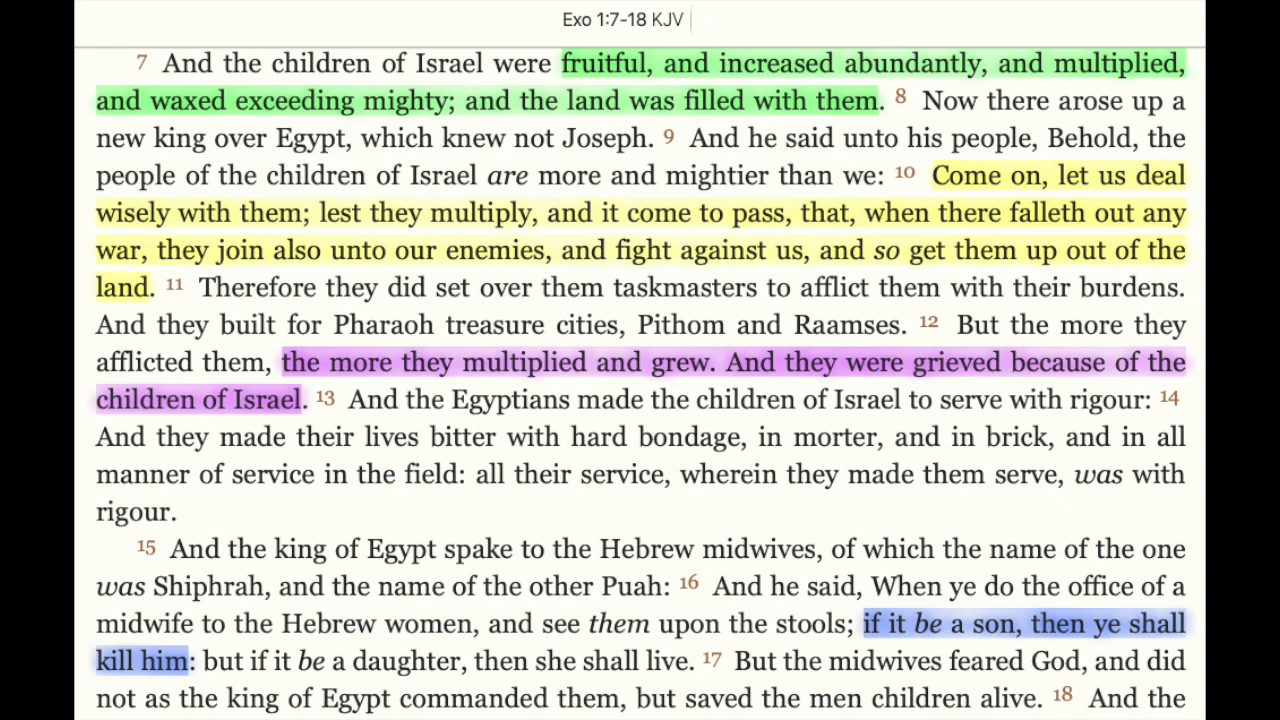 Exo 1:7-18 KJV
7 And the children of Israel were fruitful, and increased abundantly, and multiplied,
and waxed exceeding mighty; and the land was filled with them. 8 Now there arose up a
new king over Egypt, which knew not Joseph. 9 And he said unto his people, Behold, the
people of the children of Israel are more and mightier than we: 10 Come on, let us deal
wisely with them; lest they multiply, and it come to pass, that, when there falleth out any
war, they join also unto our enemies, and fight against us, and so get them up out of the
land. 11 Therefore they did set over them taskmasters to afflict them with their burdens.
And they built for Pharaoh treasure cities, Pithom and Raamses. 12 But the more they
afflicted them, the more they multiplied and grew. And they were grieved because of the
children of Israel. 13 And the Egyptians made the children of Israel to serve with rigour: 14
And they made their lives bitter with hard bondage, in morter, and in brick, and in all
manner of service in the field: all their service, wherein they made them serve, was with
rigour.
15 And the king of Egypt spake to the Hebrew midwives, of which the name of the one
was Shiphrah, and the name of the other Puah: 16 And he said, When ye do the office of a
midwife to the Hebrew women, and see them upon the stools; if it be a son, then ye shall
kill him: but if it be a daughter, then she shall live. 17 But the midwives feared God, and did
not as the king of Egypt commanded them, but saved the men children alive. 18 And the